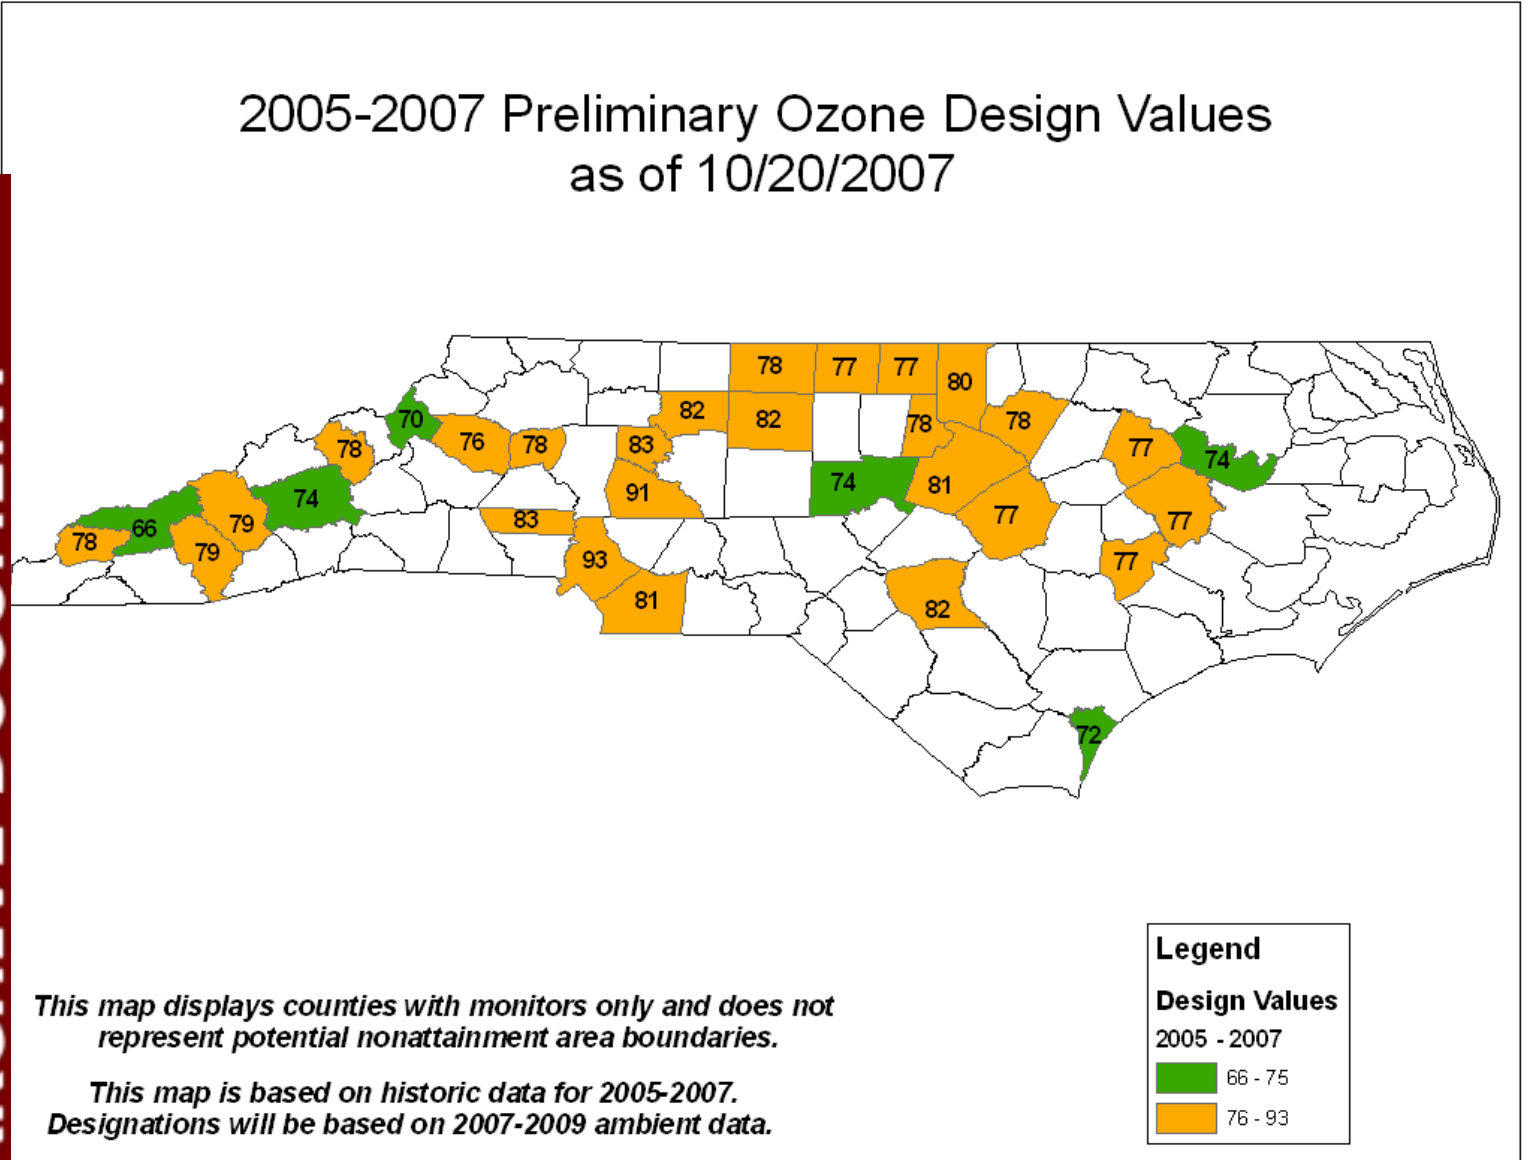 2005-2007 Preliminary Ozone Design Values
as of 10/20/2007
78 77 77 80
70 82 82 78 78
78 76 78 83 77
74 91 74 81 74
66 79 83 77 77
78 79 93 77
81 82
72
Legend
Design Values
2005 - 2007
66 - 75
76 - 93
This map displays counties with monitors only and does not
represent potential nonattainment area boundaries.
This map is based on historic data for 2005-2007.
Designations will be based on 2007-2009 ambient data.